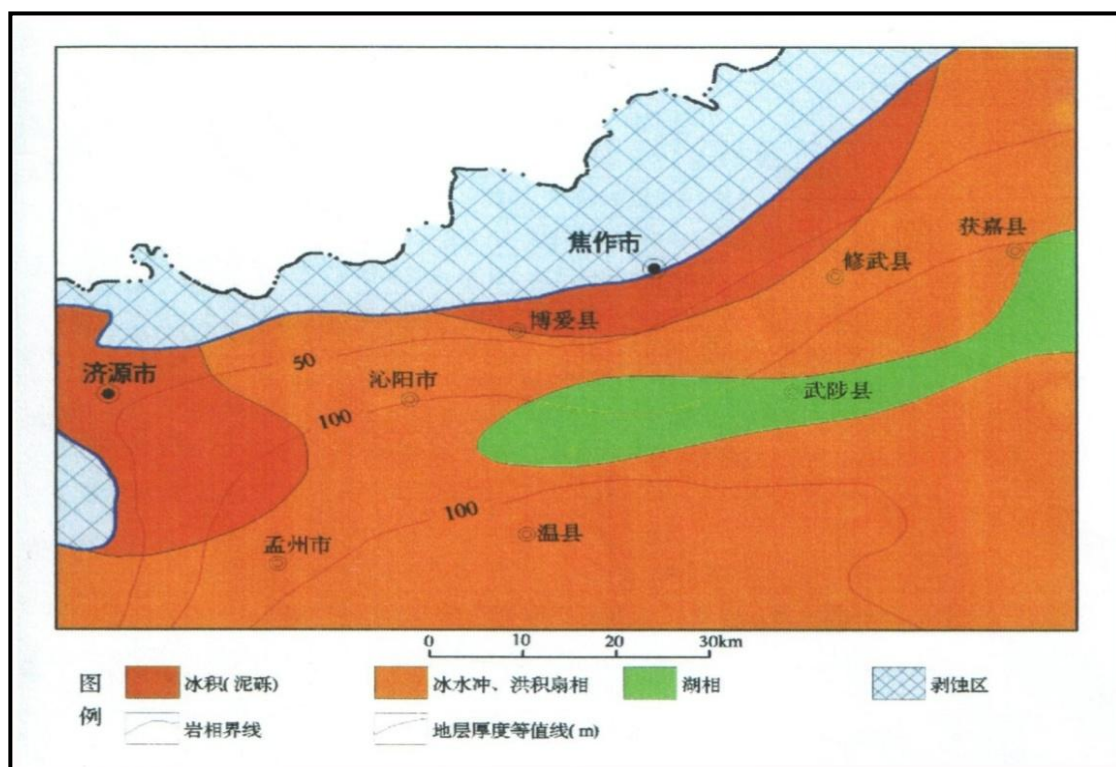 焦作市
获嘉县
修武县
博爱县
50
济源市
沁阳市
100
武陟县
100
温县
孟州市
0 10 20 30km
图例
冰积(泥砾)
冰水冲、洪积扇相
湖相
剥蚀区
岩相界线
地层厚度等值线(m)